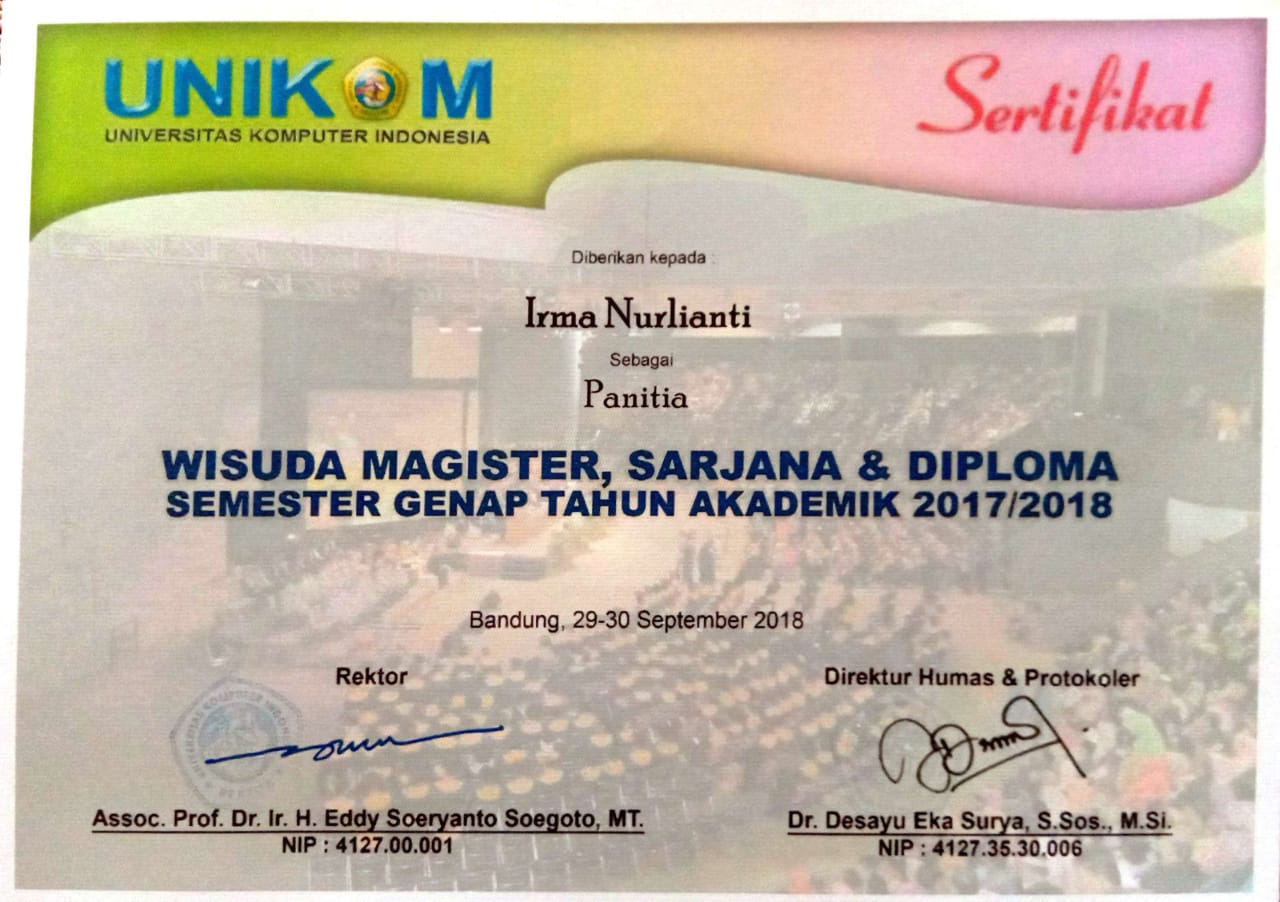 UNIKOM
UNIVERSITAS KOMPUTER INDONESIA
Sertifikat
Diberikan kepada :
Irma Nurlianti
Sebagai
Panitia
WISUDA MAGISTER, SARJANA & DIPLOMA
SEMESTER GENAP TAHUN AKADEMIK 2017/2018
Bandung, 29-30 September 2018
Rektor
Direktur Humas & Protokoler
Assoc. Prof. Dr. Ir. H. Eddy Soeryanto Soegoto, MT.
NIP : 4127.00.001
Dr. Desayu Eka Surya, S.Sos., M.Si.
NIP : 4127.35.30.006